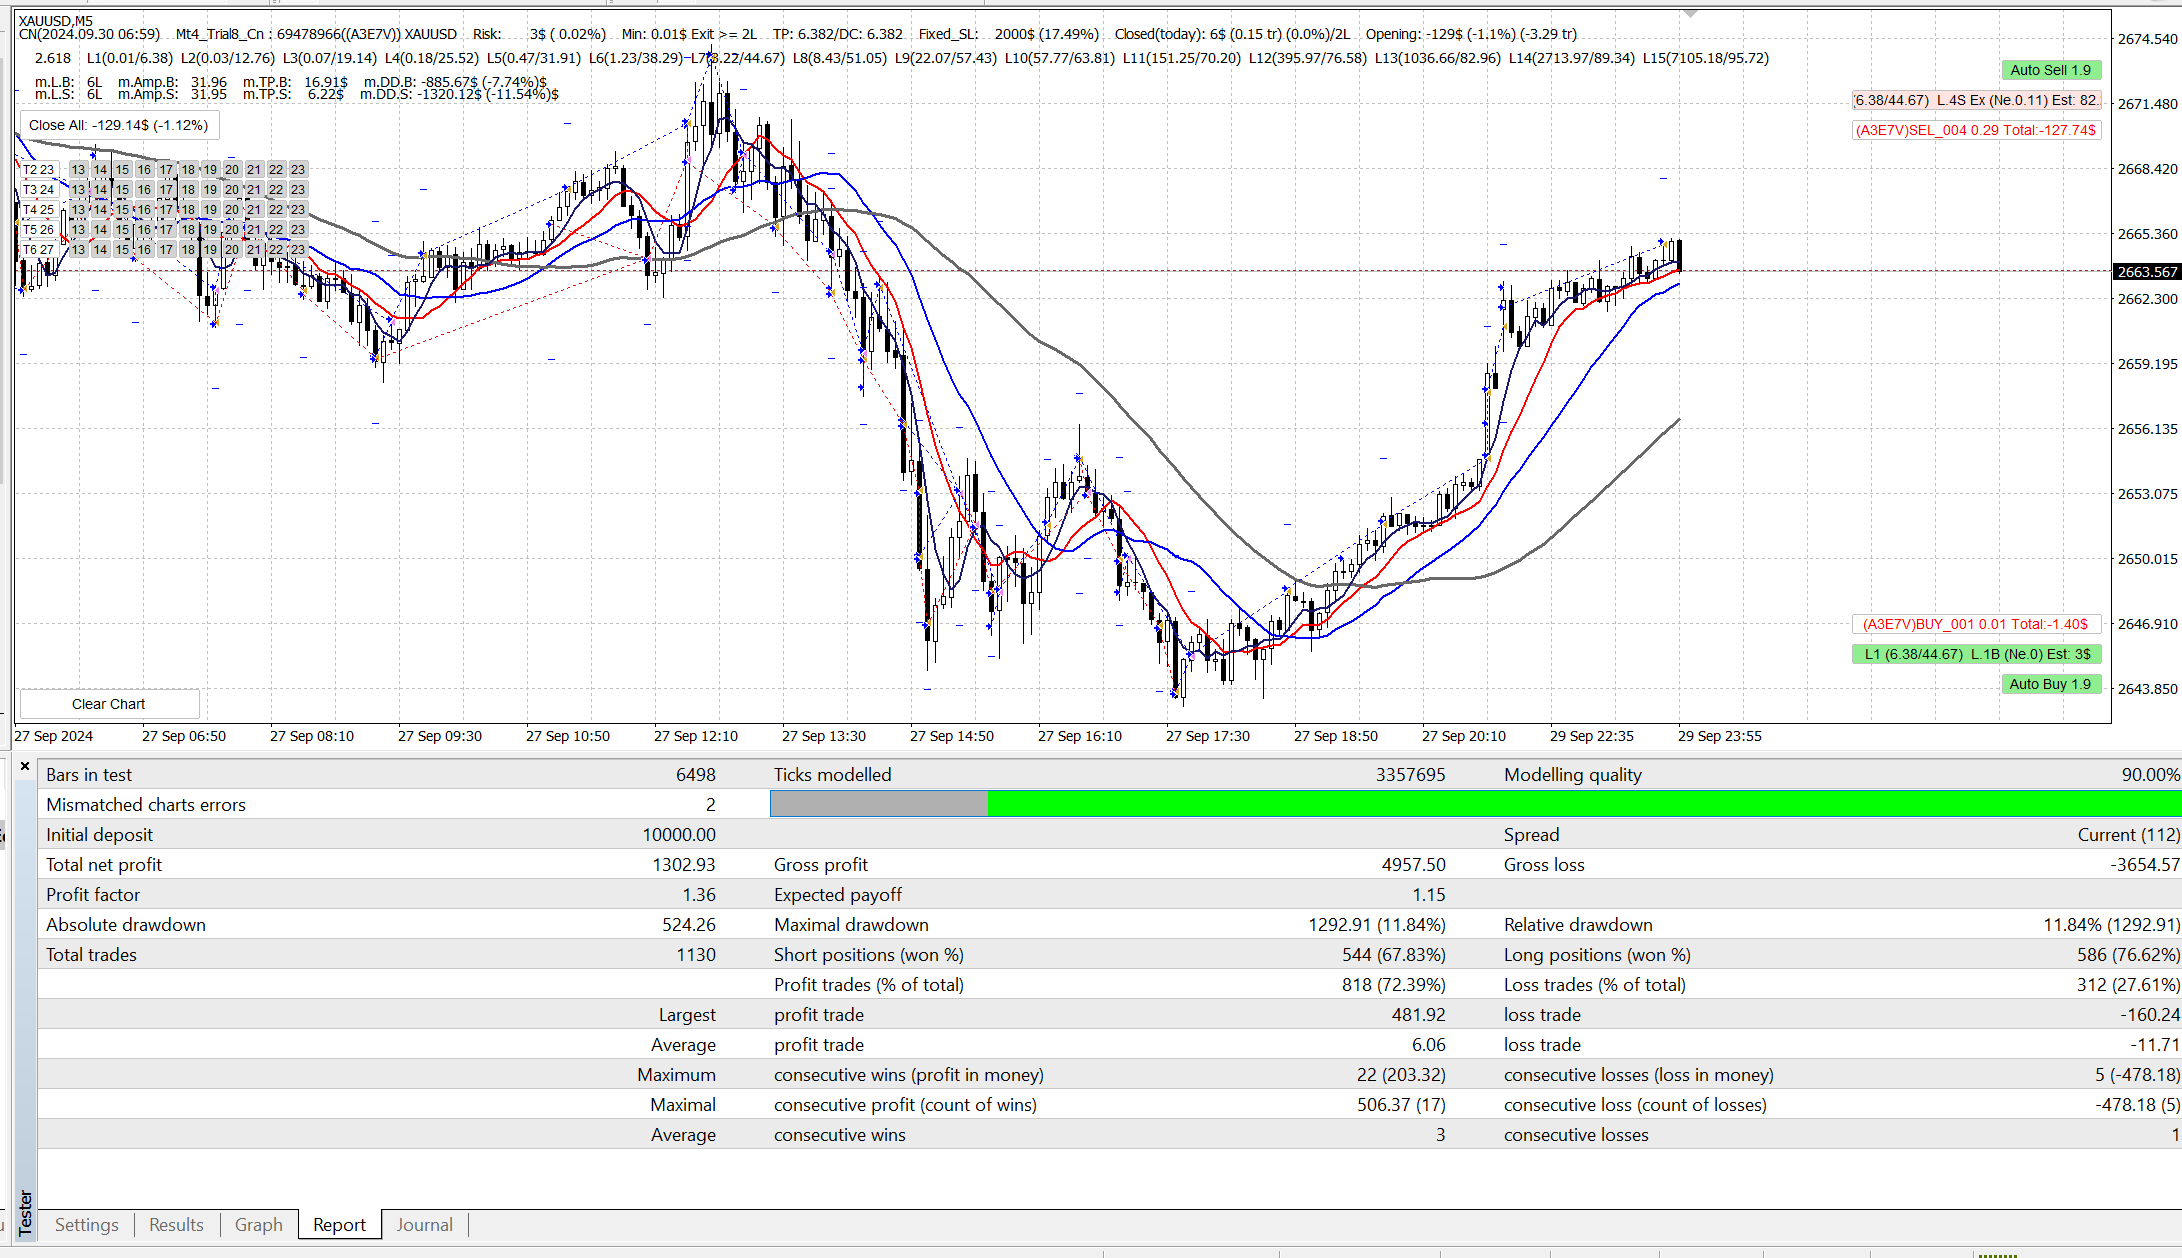 XAUUSD,M5
CN(2024.09.30 06:59) Mt4_Trial8_Cn : 69478966((A3E7V)) XAUUSD Risk: 3$ ( 0.02%) Min: 0.01$ Exit >= 2L TP: 6.382/DC: 6.382 Fixed_SL: 2000$ (17.49%) Closed(today): 6$ (0.15 tr) (0.0%)/2L Opening: -129$ (-1.1%) (-3.29 tr)
2.618 L1(0.01/6.38) L2(0.03/12.76) L3(0.07/19.14) L4(0.18/25.52) L5(0.47/31.91) L6(1.23/38.29) L7(3.22/44.67) L8(8.43/51.05) L9(22.07/57.43) L10(57.77/63.81) L11(151.25/70.20) L12(395.97/76.58) L13(1036.66/82.96) L14(2713.97/89.34) L15(7105.18/95.72)
m.L.B: 6L m.Amp.B: 31.96 m.TP.B: 16.91$ m.DD.B: -885.67$ (-7.74%)$
m.L.S: 6L m.Amp.S: 31.95 m.TP.S: 6.22$ m.DD.S: -1320.12$ (-11.54%)$
Close All: -129.14$ (-1.12%)
T2 23 13 14 15 16 17 18 19 20 21 22 23
T3 24 13 14 15 16 17 18 19 20 21 22 23
T4 25 13 14 15 16 17 18 19 20 21 22 23
T5 26 13 14 15 16 17 18 19 20 21 22 23
T6 27 13 14 15 16 17 18 19 20 21 22 23
Auto Sell 1.9
6.38/44.67) L.4S Ex (Ne.0.11) Est: 82.
(A3E7V)SEL_004 0.29 Total:-127.74$
(A3E7V)BUY_001 0.01 Total:-1.40$
L1 (6.38/44.67) L.1B (Ne.0) Est: 3$
Auto Buy 1.9
2674.540
2671.480
2668.420
2665.360
2663.567
2662.300
2659.195
2656.135
2653.075
2650.015
2646.910
2643.850
Clear Chart
27 Sep 2024 27 Sep 06:50 27 Sep 08:10 27 Sep 09:30 27 Sep 10:50 27 Sep 12:10 27 Sep 13:30 27 Sep 14:50 27 Sep 16:10 27 Sep 17:30 27 Sep 18:50 27 Sep 20:10 29 Sep 22:35 29 Sep 23:55
Bars in test 6498 Ticks modelled 3357695 Modelling quality 90.00%
Mismatched charts errors 2
Initial deposit 10000.00 Spread Current (112)
Total net profit 1302.93 Gross profit 4957.50 Gross loss -3654.57
Profit factor 1.36 Expected payoff 1.15
Absolute drawdown 524.26 Maximal drawdown 1292.91 (11.84%) Relative drawdown 11.84% (1292.91)
Total trades 1130 Short positions (won %) 544 (67.83%) Long positions (won %) 586 (76.62%)
Profit trades (% of total) 818 (72.39%) Loss trades (% of total) 312 (27.61%)
Largest profit trade 481.92 loss trade -160.24
Average profit trade 6.06 loss trade -11.71
Maximum consecutive wins (profit in money) 22 (203.32) consecutive losses (loss in money) 5 (-478.18)
Maximal consecutive profit (count of wins) 506.37 (17) consecutive loss (count of losses) -478.18 (5)
Average consecutive wins 3 consecutive losses 1
Tester
Settings Results Graph Report Journal